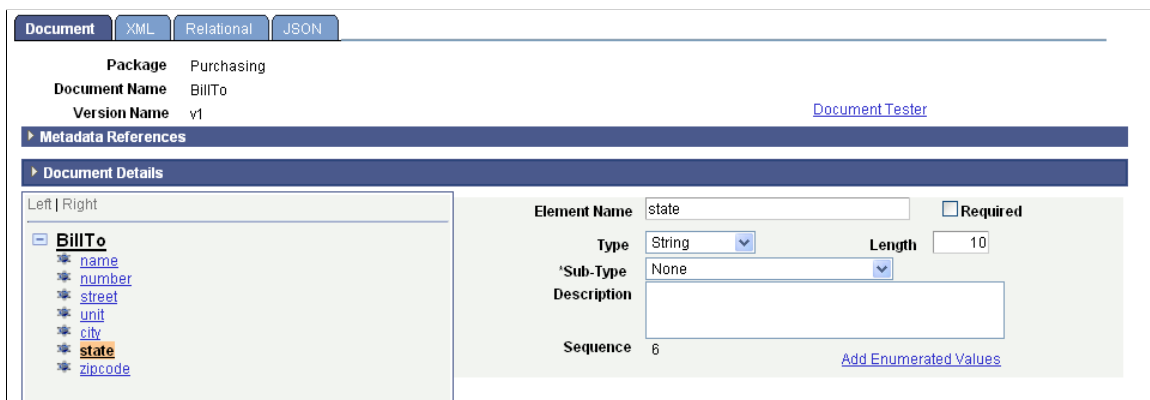 Document XML Relational JSON
Package Purchasing
Document Name BillTo
Version Name v1 Document Tester
Metadata References
Document Details
Left | Right
BillTo
name
number
street
unit
city
state
zipcode
Element Name state Required
Type String Length 10
*Sub-Type None
Description
Sequence 6 Add Enumerated Values